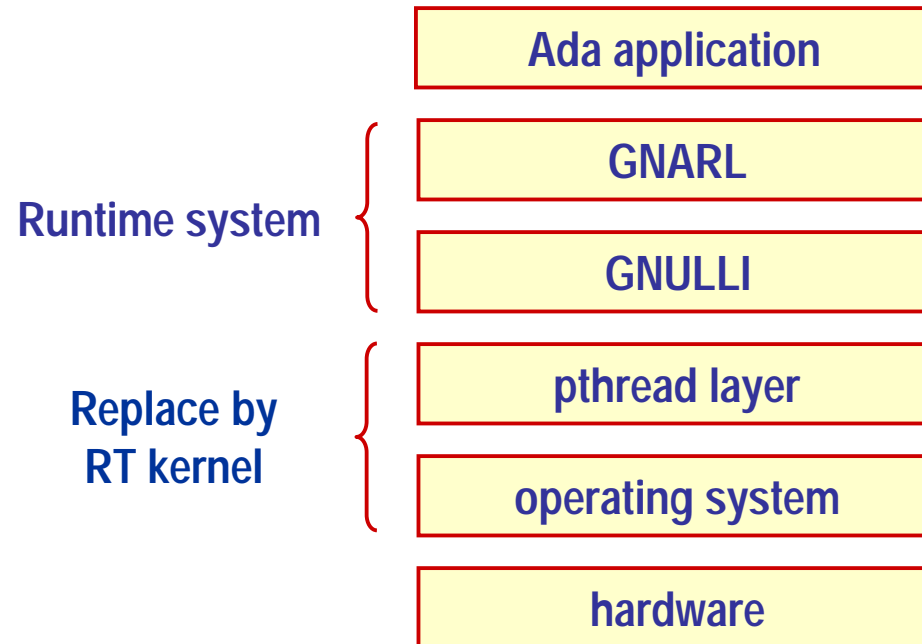 Ada application
GNARL
Runtime system
GNULLI
pthread layer
Replace by
RT kernel
operating system
hardware